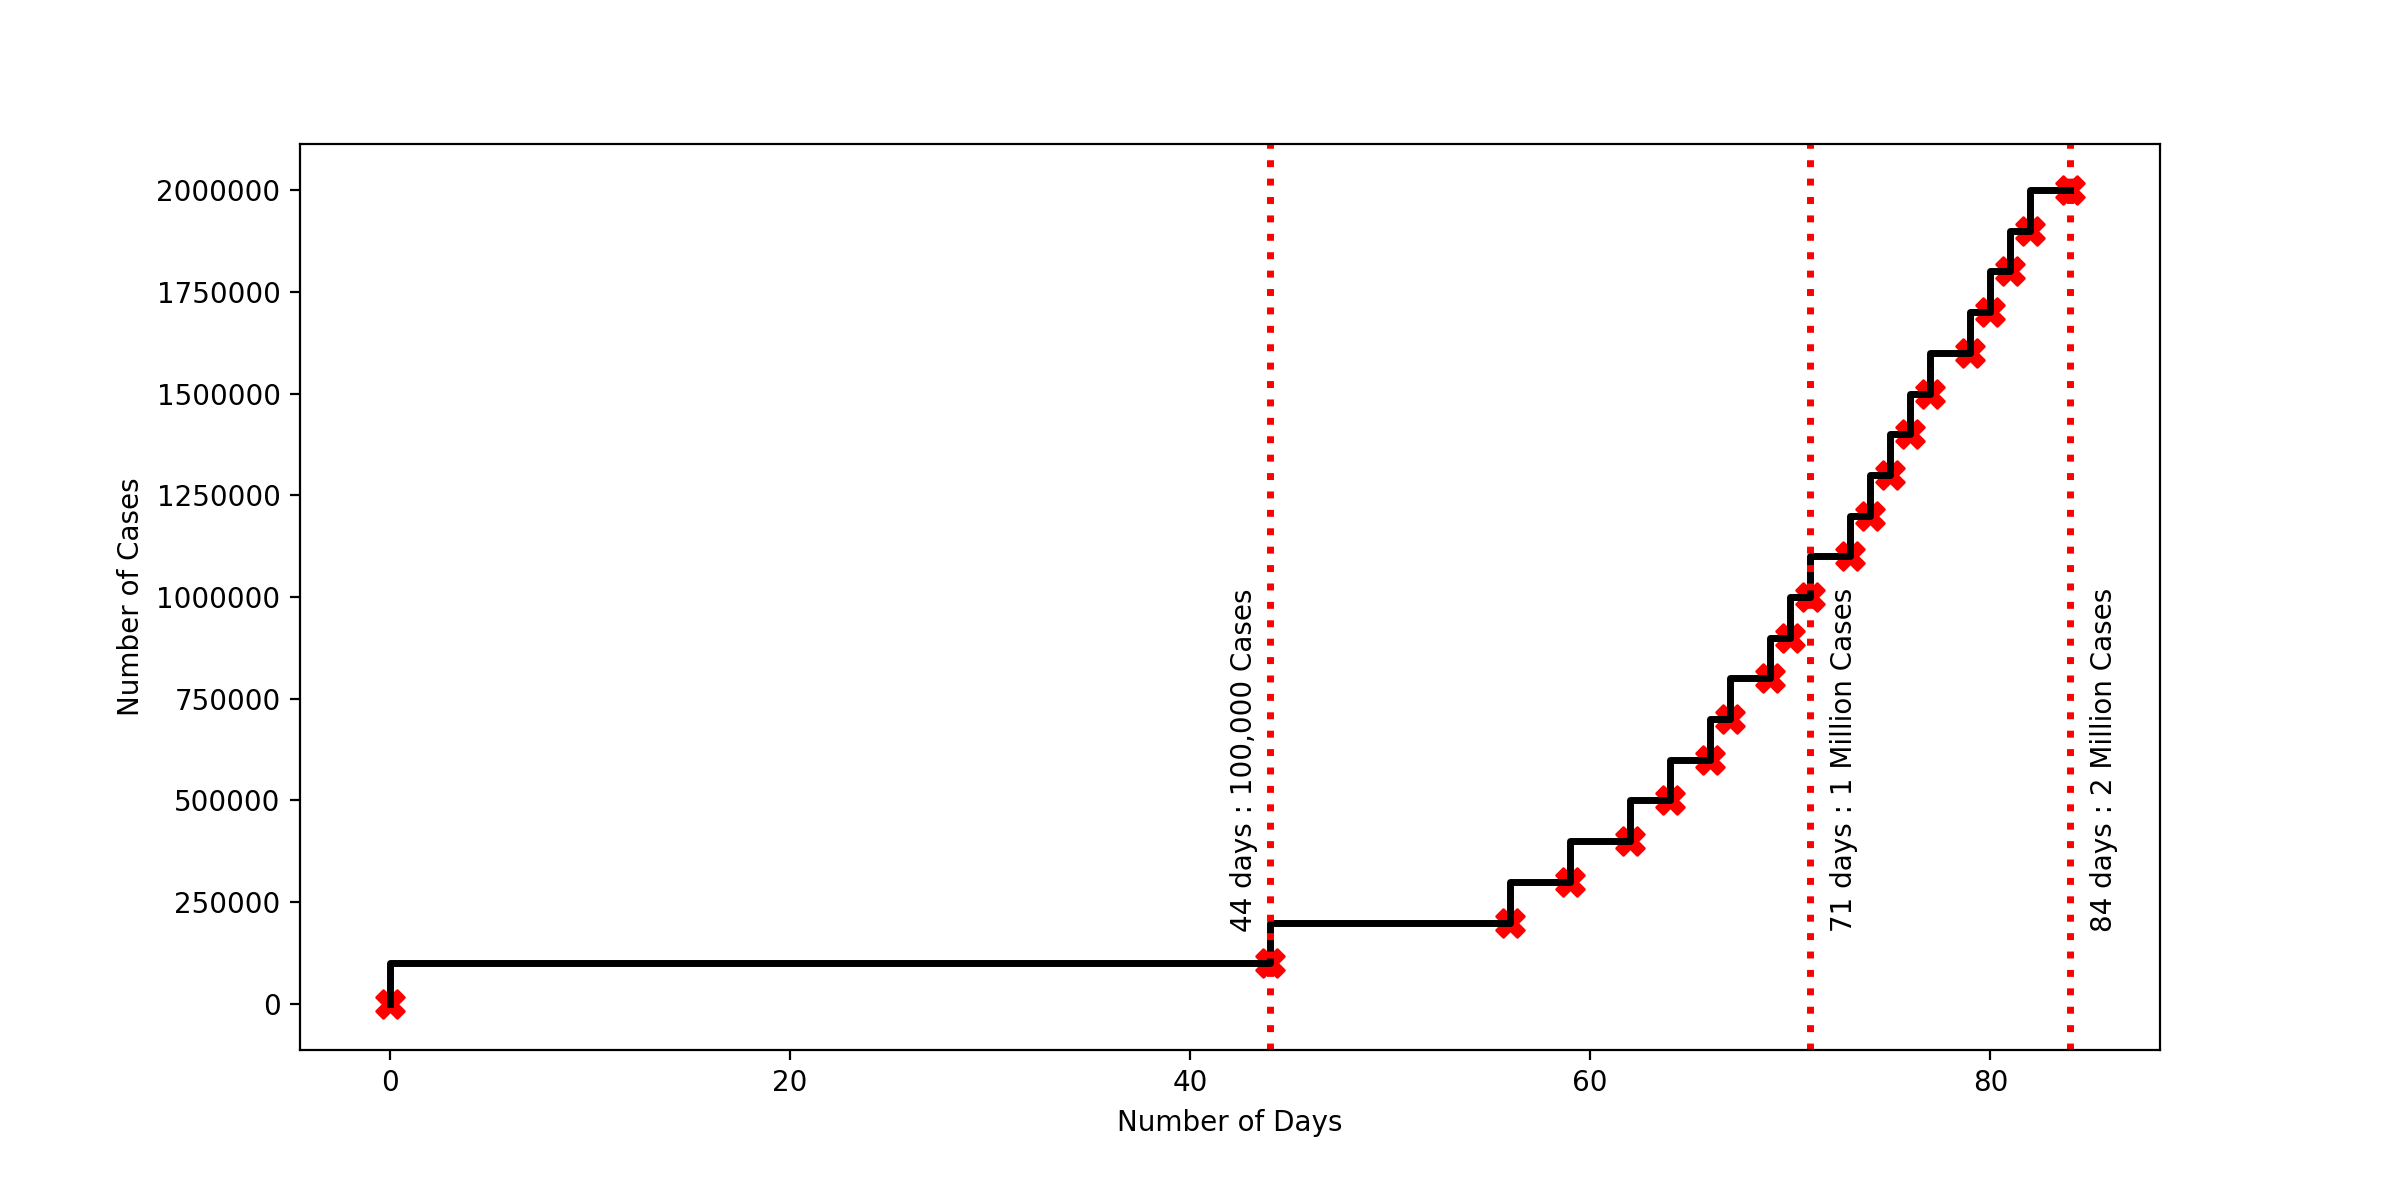 Number of Cases
2000000
1750000
1500000
1250000
1000000
750000
500000
250000
0
44 days : 100,000 Cases
71 days : 1 Million Cases
84 days : 2 Million Cases
0 20 40 60 80
Number of Days